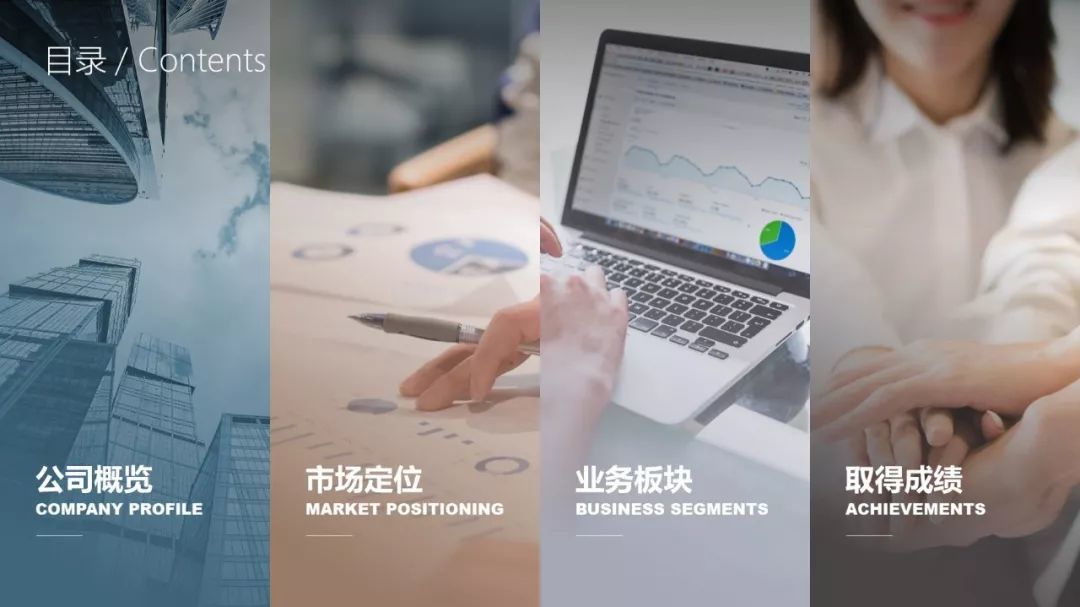 目录 / Contents
公司概览
COMPANY PROFILE
市场定位
MARKET POSITIONING
业务板块
BUSINESS SEGMENTS
取得成绩
ACHIEVEMENTS